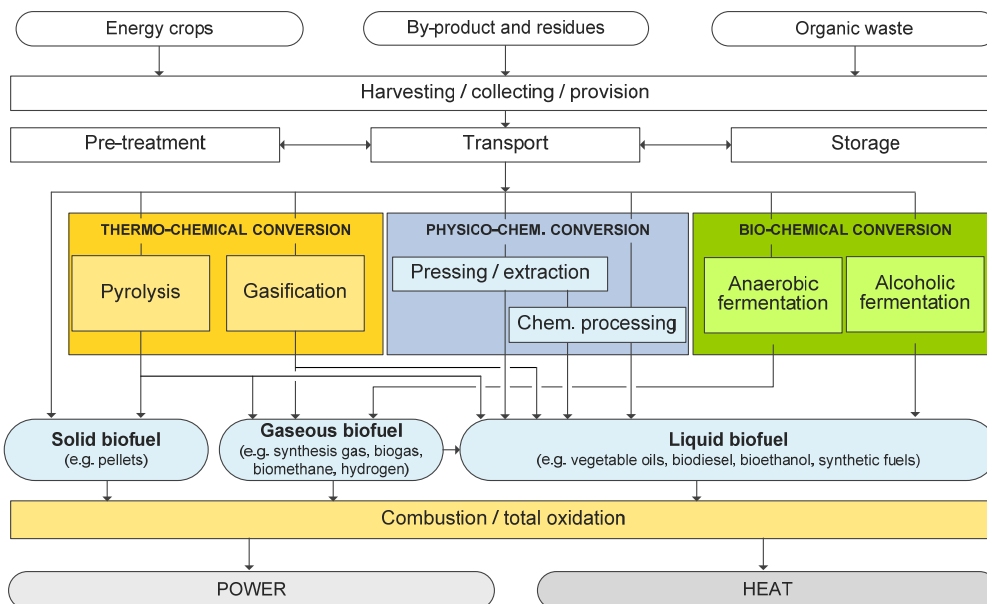 Energy crops
By-product and residues
Organic waste
Harvesting / collecting / provision
Pre-treatment
Transport
Storage
THERMO-CHEMICAL CONVERSION
PHYSICO-CHEM. CONVERSION
BIO-CHEMICAL CONVERSION
Pyrolysis
Gasification
Pressing / extraction
Chem. processing
Anaerobic
fermentation
Alcoholic
fermentation
Solid biofuel
(e.g. pellets)
Gaseous biofuel
(e.g. synthesis gas, biogas,
biomethane, hydrogen)
Liquid biofuel
(e.g. vegetable oils, biodiesel, bioethanol, synthetic fuels)
Combustion / total oxidation
POWER
HEAT